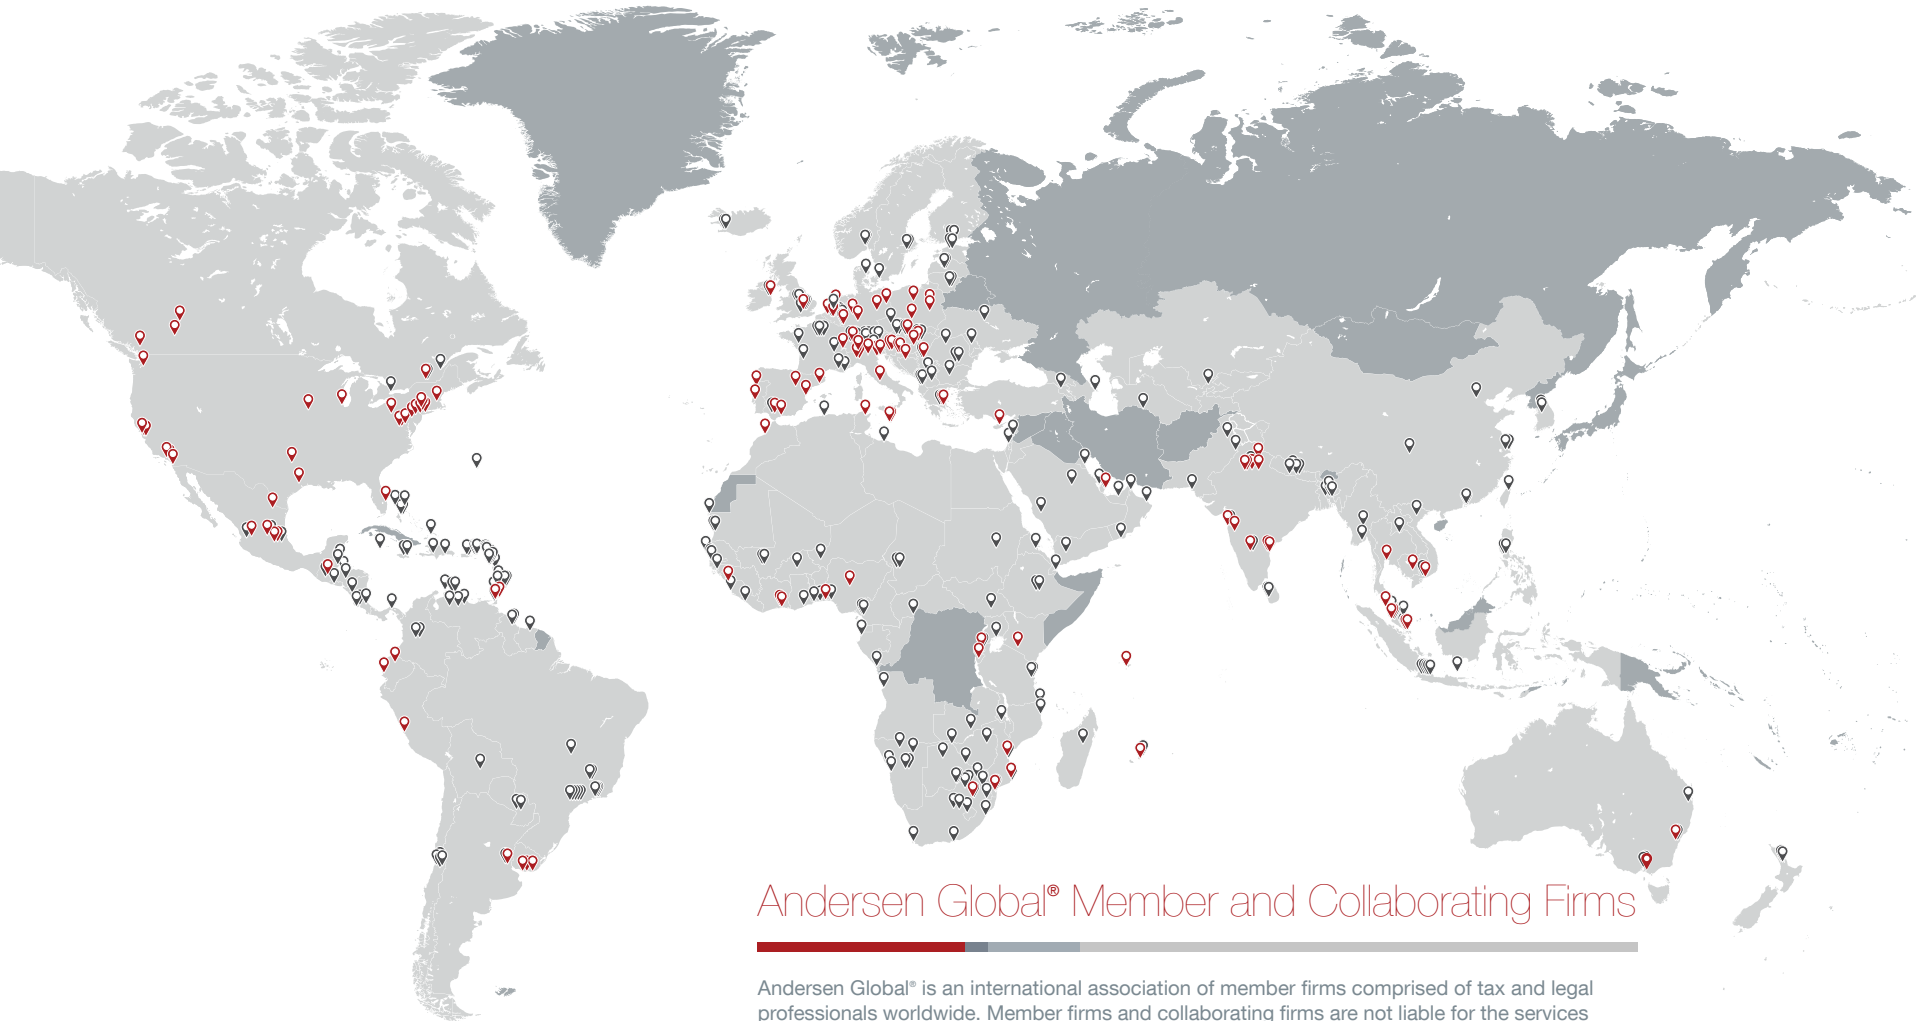 Andersen Global® Member and Collaborating Firms
Andersen Global® is an international association of member firms comprised of tax and legal
professionals worldwide. Member firms and collaborating firms are not liable for the services